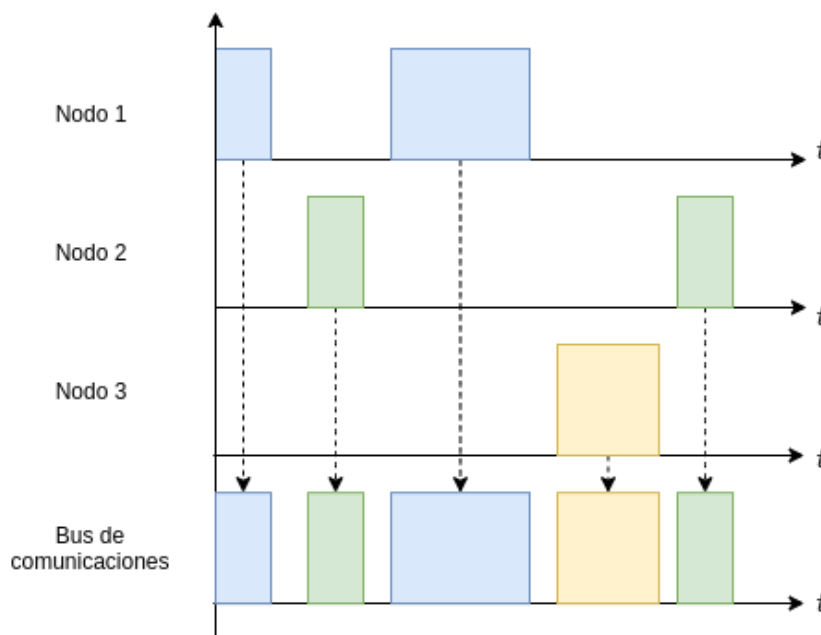 Nodo 1
t
Nodo 2
t
Nodo 3
t
Bus de
comunicaciones
t